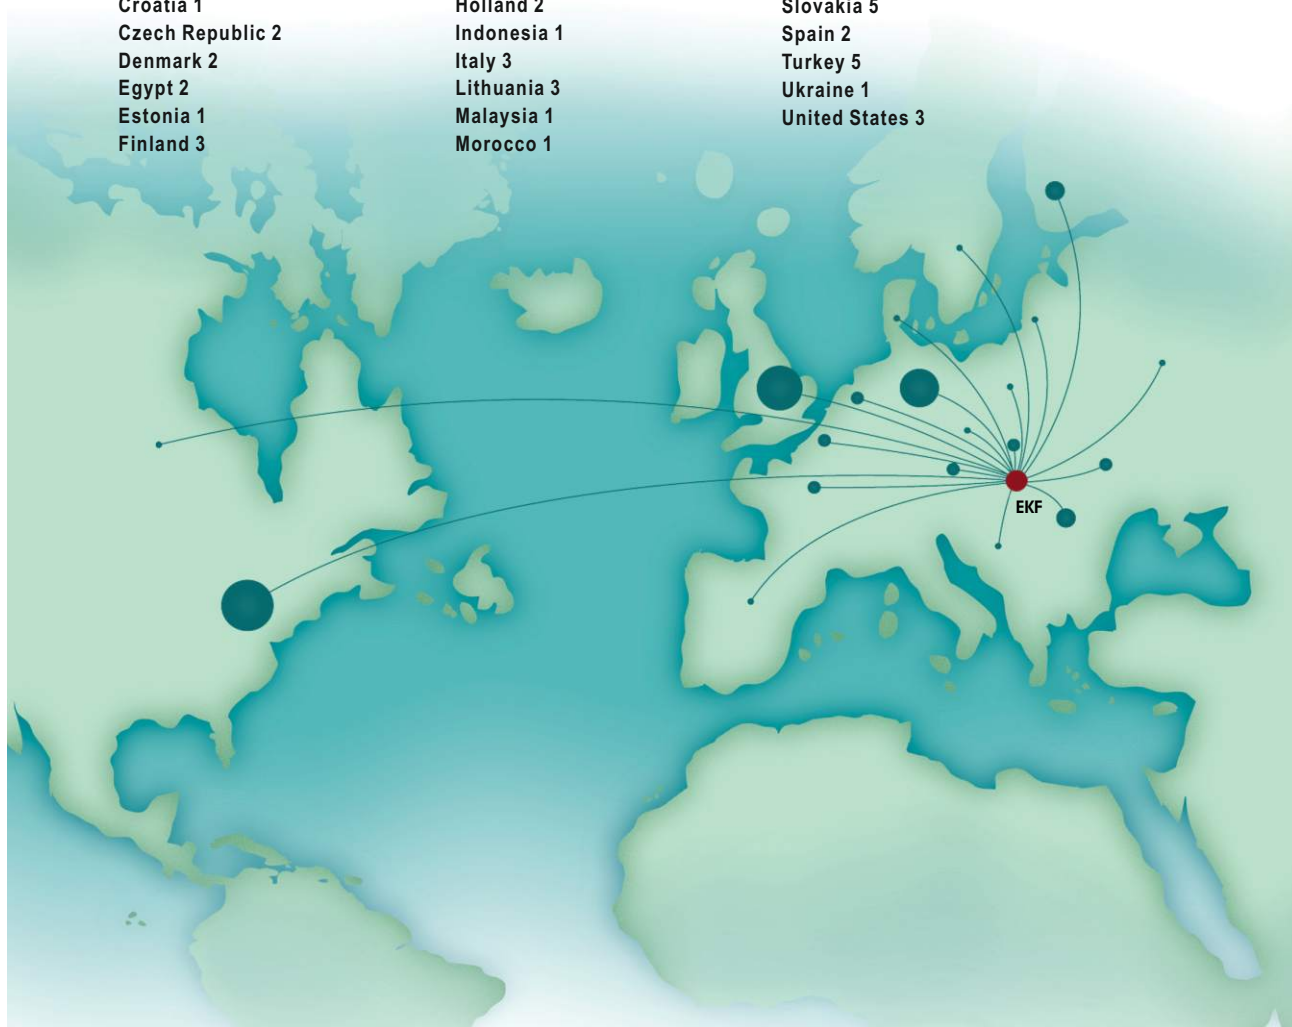 Croatia 1
Czech Republic 2
Denmark 2
Egypt 2
Estonia 1
Finland 3
Holland 2
Indonesia 1
Italy 3
Lithuania 3
Malaysia 1
Morocco 1
Slovakia 5
Spain 2
Turkey 5
Ukraine 1
United States 3
EKF